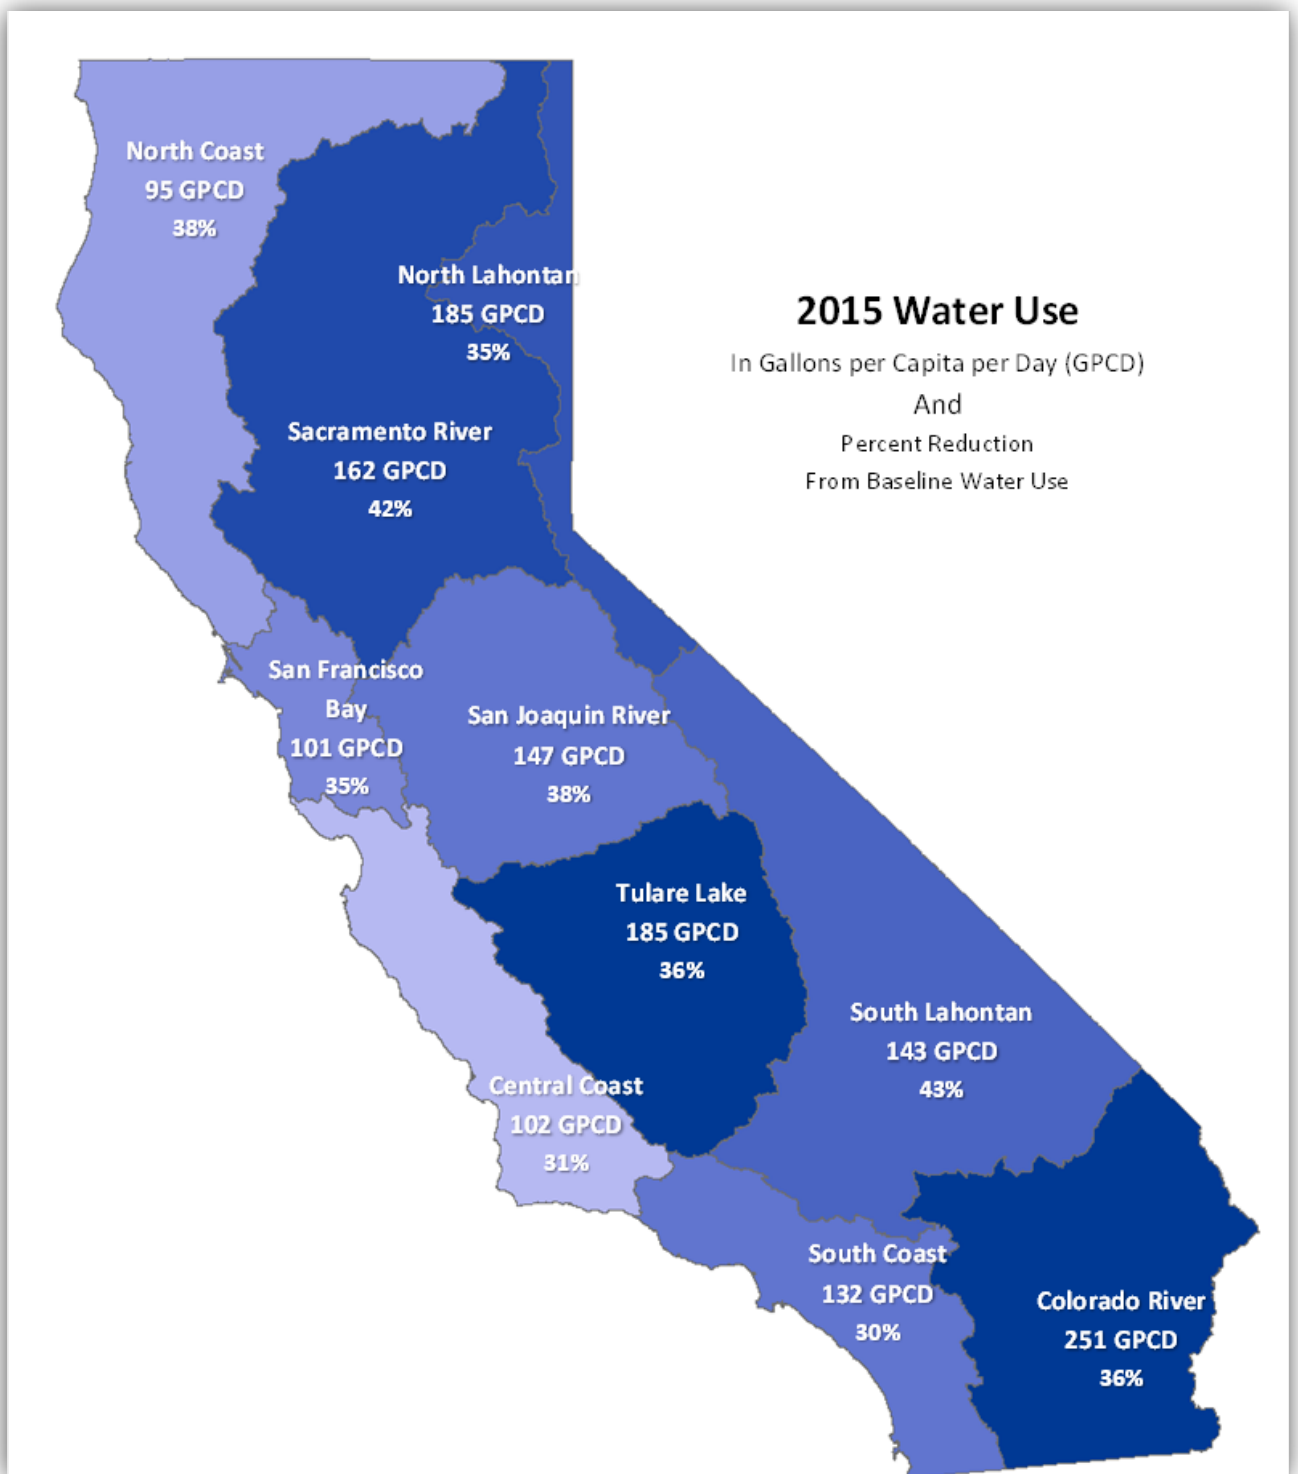 North Coast
95 GPCD
38%
North Lahontan
185 GPCD
35%
2015 Water Use
In Gallons per Capita per Day (GPCD)
And
Percent Reduction
From Baseline Water Use
Sacramento River
162 GPCD
42%
San Francisco
Bay
101 GPCD
35%
San Joaquin River
147 GPCD
38%
Tulare Lake
185 GPCD
36%
South Lahontan
143 GPCD
43%
Central Coast
102 GPCD
31%
South Coast
132 GPCD
30%
Colorado River
251 GPCD
36%